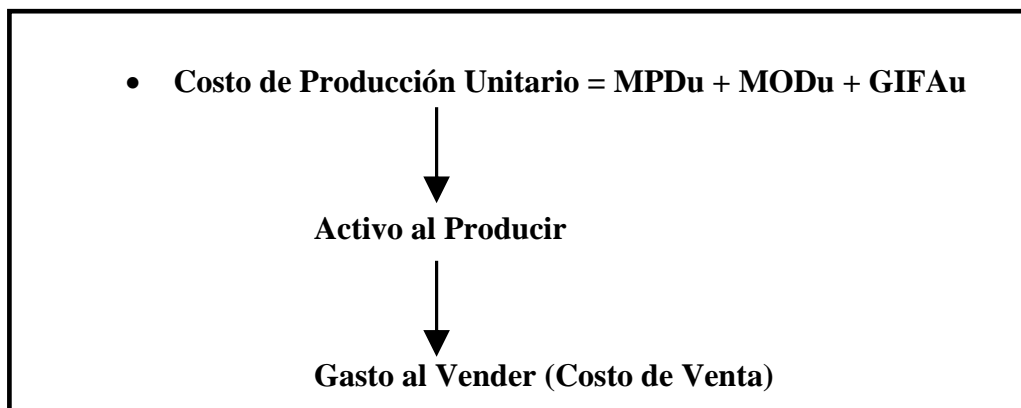 • Costo de Producción Unitario = MPDu + MODu + GIFAu
Activo al Producir
Gasto al Vender (Costo de Venta)